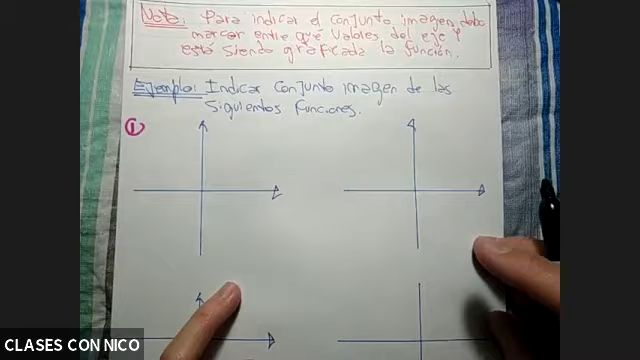 Nota: Para indicar el conjunto imagen debo
marcar entre qué valores del eje Y
está siendo graficada la función.
Ejemplo: Indicar conjunto imagen de las
siguientes funciones.
1
CLASES CON NICO